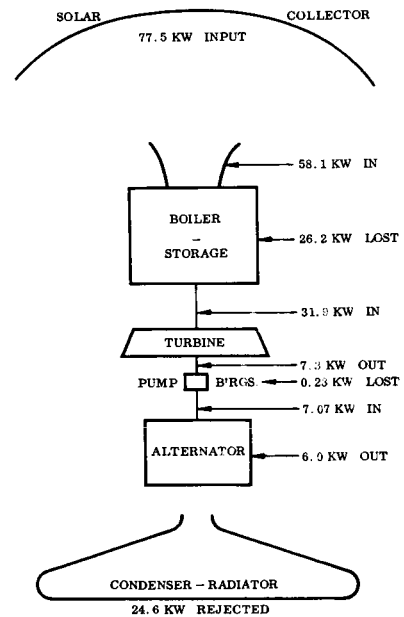 SOLAR COLLECTOR
77.5 KW INPUT
58.1 KW IN
BOILER
–
STORAGE
26.2 KW LOST
31.9 KW IN
TURBINE
7.3 KW OUT
PUMP B'RGS. 0.23 KW LOST
7.07 KW IN
ALTERNATOR
6.0 KW OUT
CONDENSER – RADIATOR
24.6 KW REJECTED